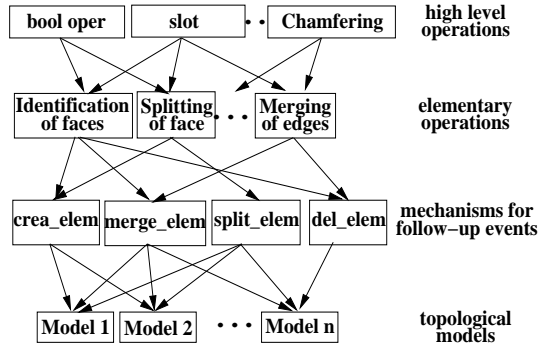 bool oper
slot
Chamfering
high level
operations
Identification
of faces
Splitting
of face
Merging
of edges
elementary
operations
crea_elem
merge_elem
split_elem
del_elem
mechanisms for
follow-up events
Model 1
Model 2
Model n
topological
models